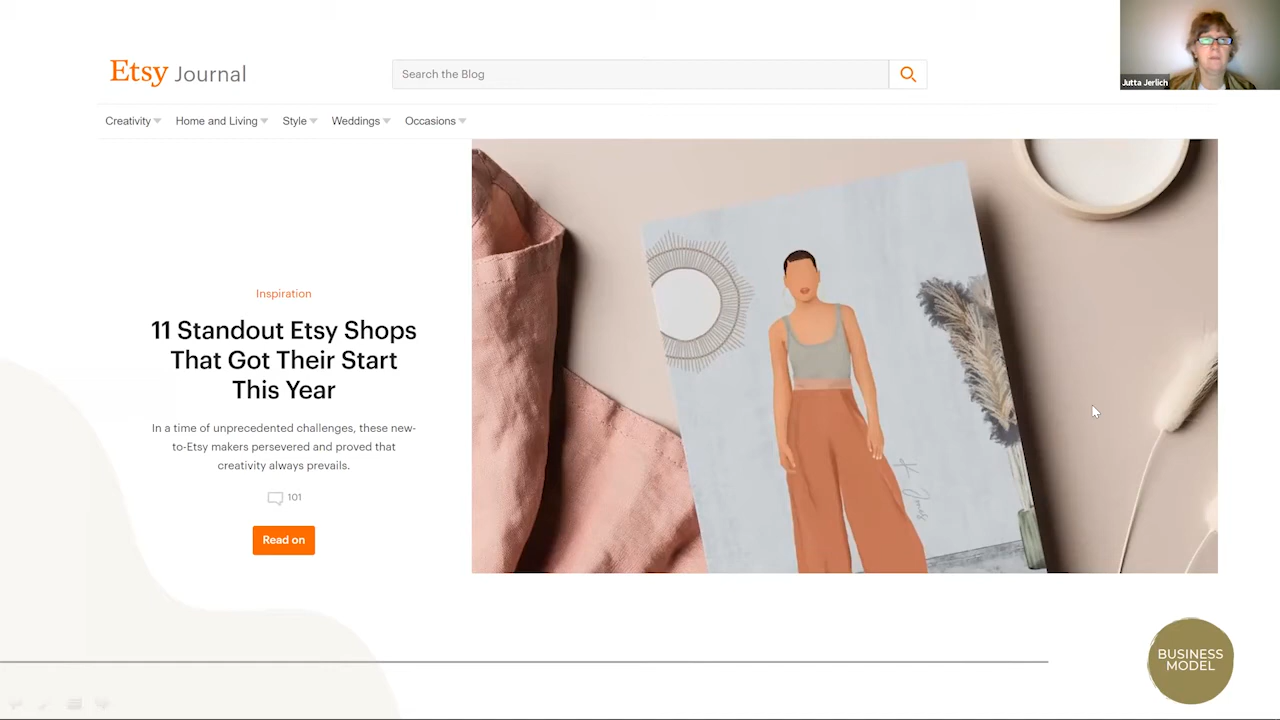 Jutta Jerlich
Etsy Journal
Search the Blog
Creativity Home and Living Style Weddings Occasions
Inspiration
11 Standout Etsy Shops
That Got Their Start
This Year
In a time of unprecedented challenges, these new-
to-Etsy makers persevered and proved that
creativity always prevails.
101
Read on
BUSINESS
MODEL